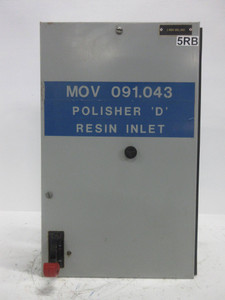 5RB
MOV 091.043
POLISHER 'D'
RESIN INLET